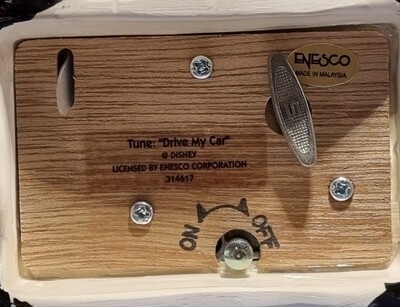 ENESCO
MADE IN MALAYSIA
Tune: "Drive My Car"
© DISNEY
LICENSED BY ENESCO CORPORATION
314617
ON OFF